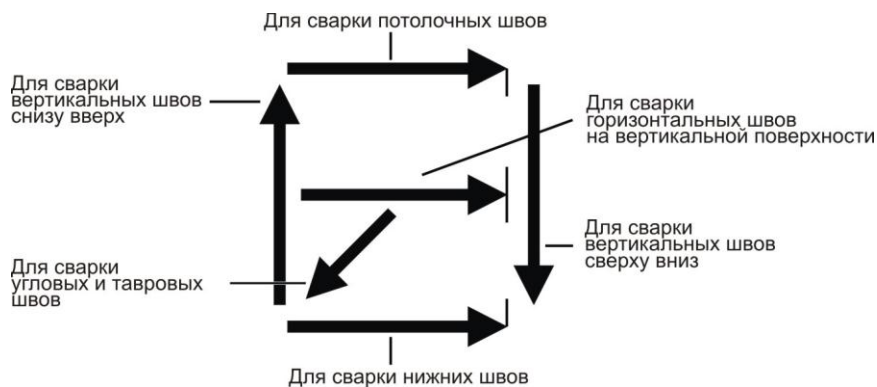 Для сварки потолочных швов
Для сварки
вертикальных швов
снизу вверх
Для сварки
горизонтальных швов
на вертикальной поверхности
Для сварки
вертикальных швов
сверху вниз
Для сварки
угловых и тавровых
швов
Для сварки нижних швов